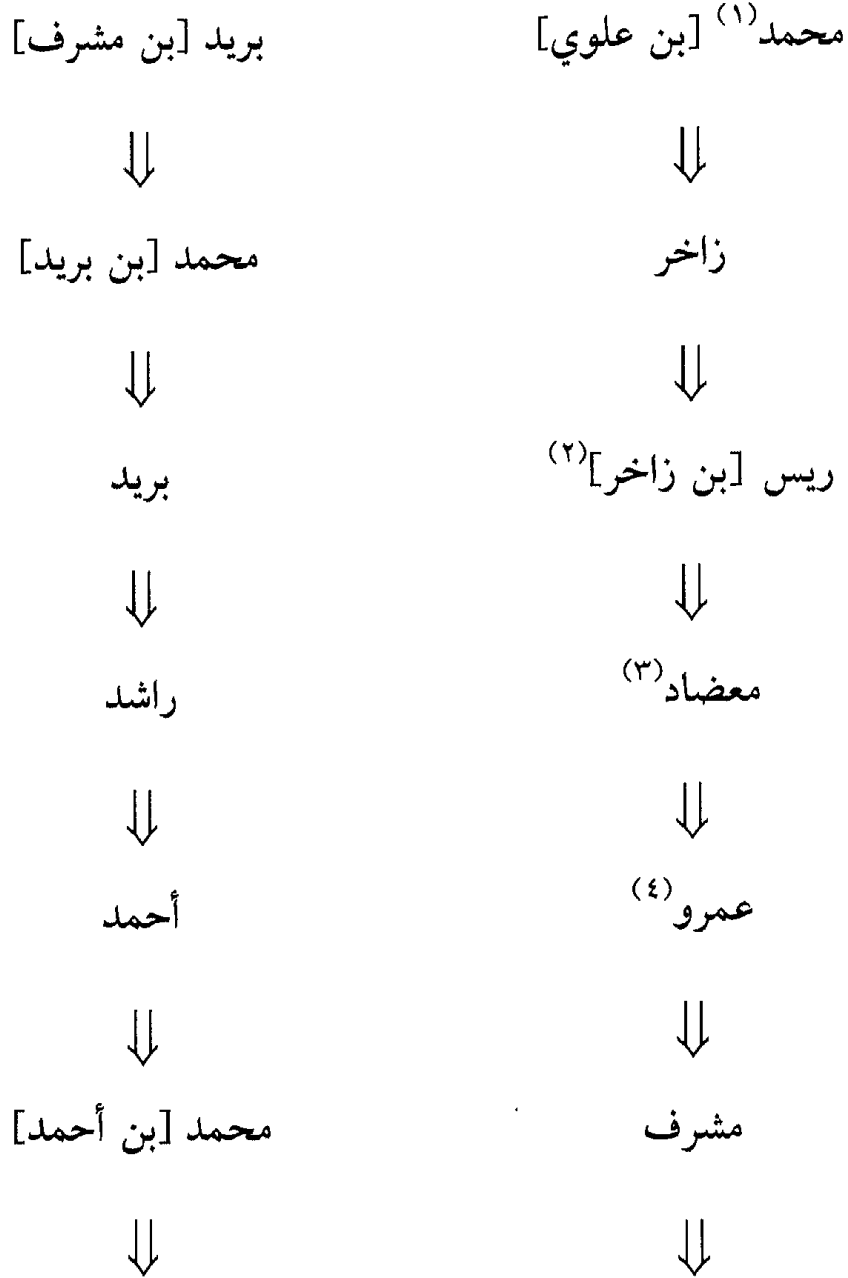 محمد(١) [بن علوي]
زاخر
ريس [بن زاخر](٢)
معضاد(٣)
عمرو(٤)
مشرف
بريد [بن مشرف]
محمد [بن بريد]
بريد
راشد
أحمد
محمد [بن أحمد]